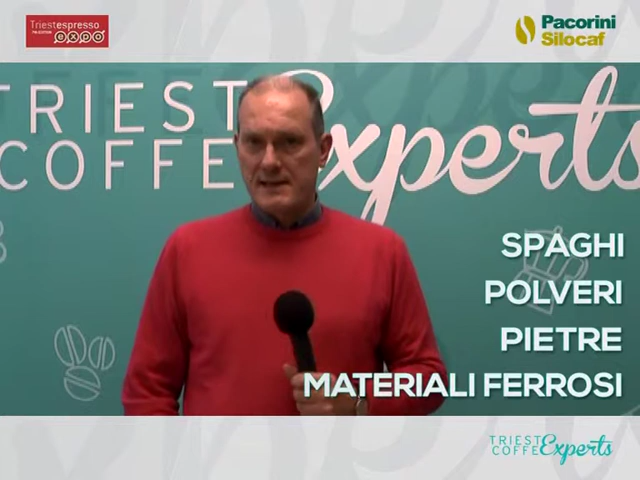 Triestespresso
expo
Pacorini
Silocaf
TRIEST
COFFE Experts
SPAGHI
POLVERI
PIETRE
MATERIALI FERROSI
TRIEST
COFFE Experts